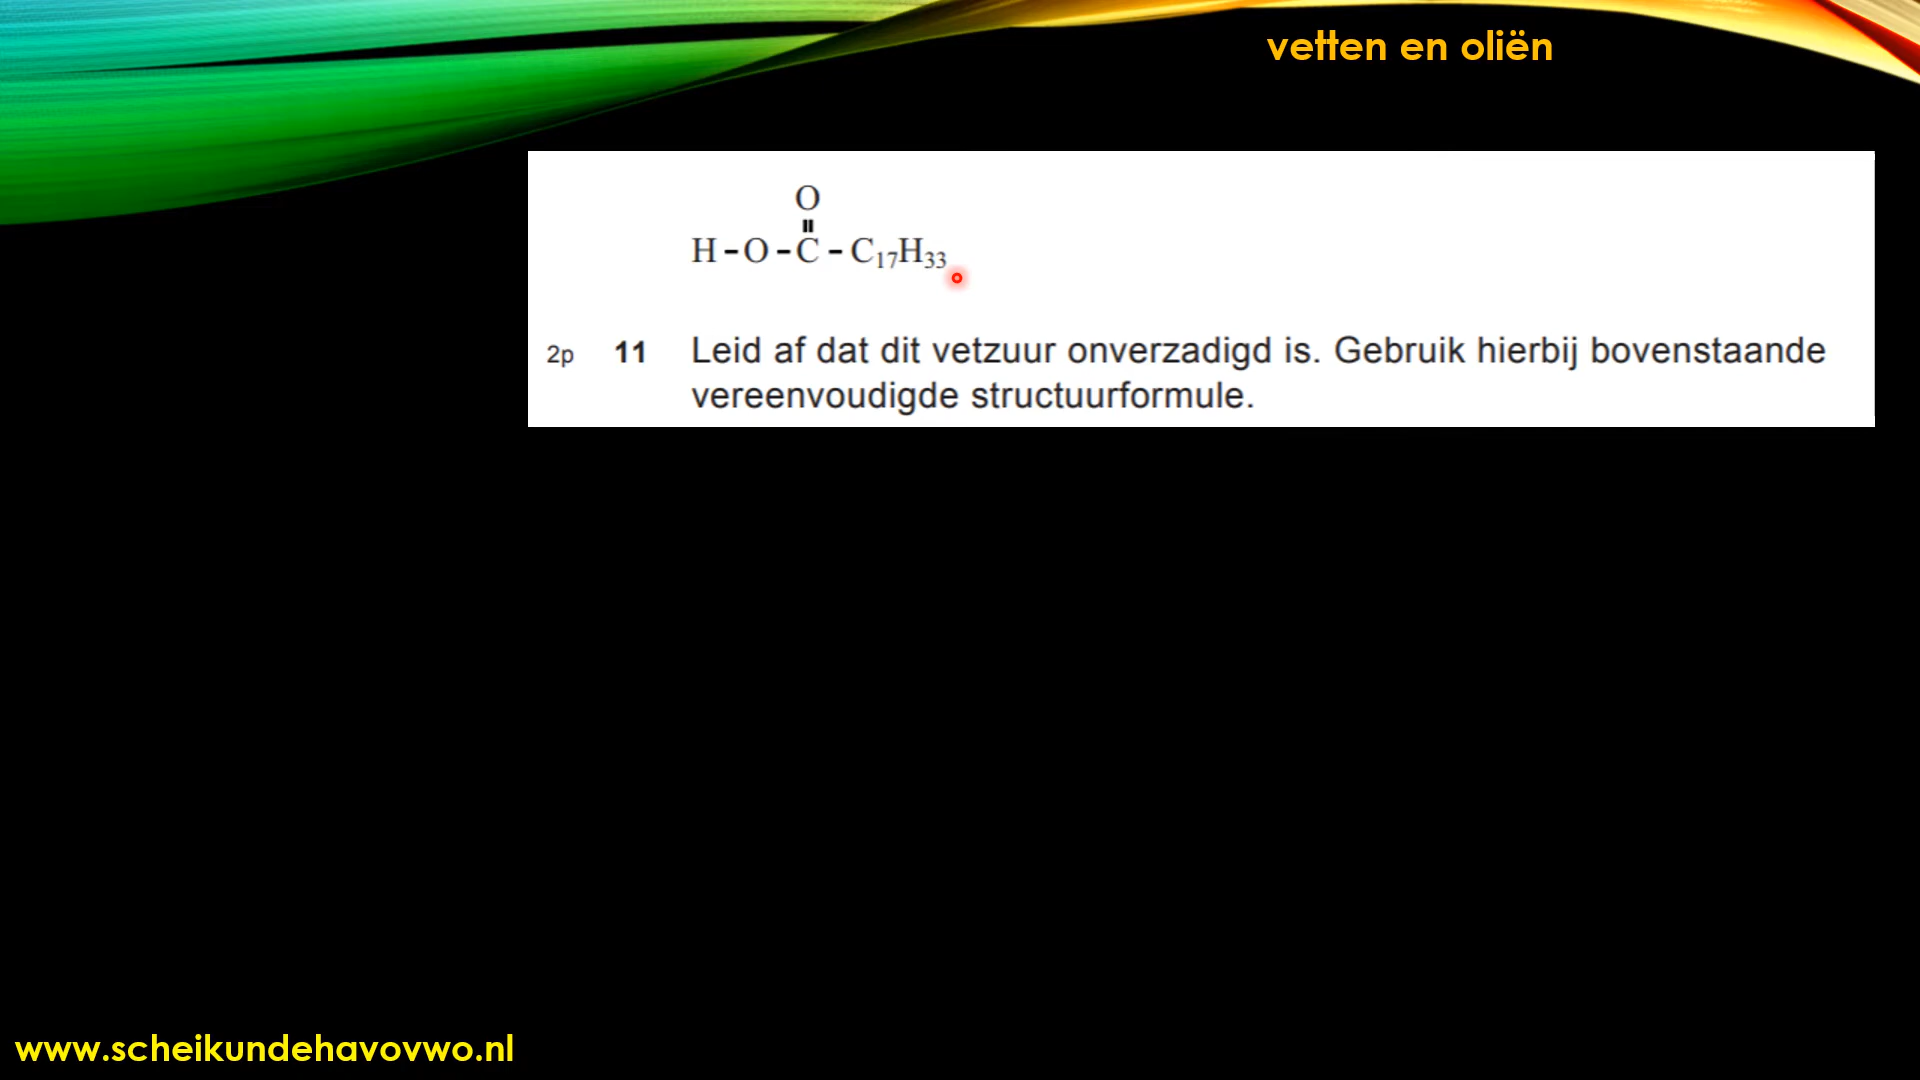 vetten en oliën
O
H-O-C-C₁₇H₃₃
2p 11 Leid af dat dit vetzuur onverzadigd is. Gebruik hierbij bovenstaande
vereenvoudigde structuurformule.
www.scheikundehavovwo.nl